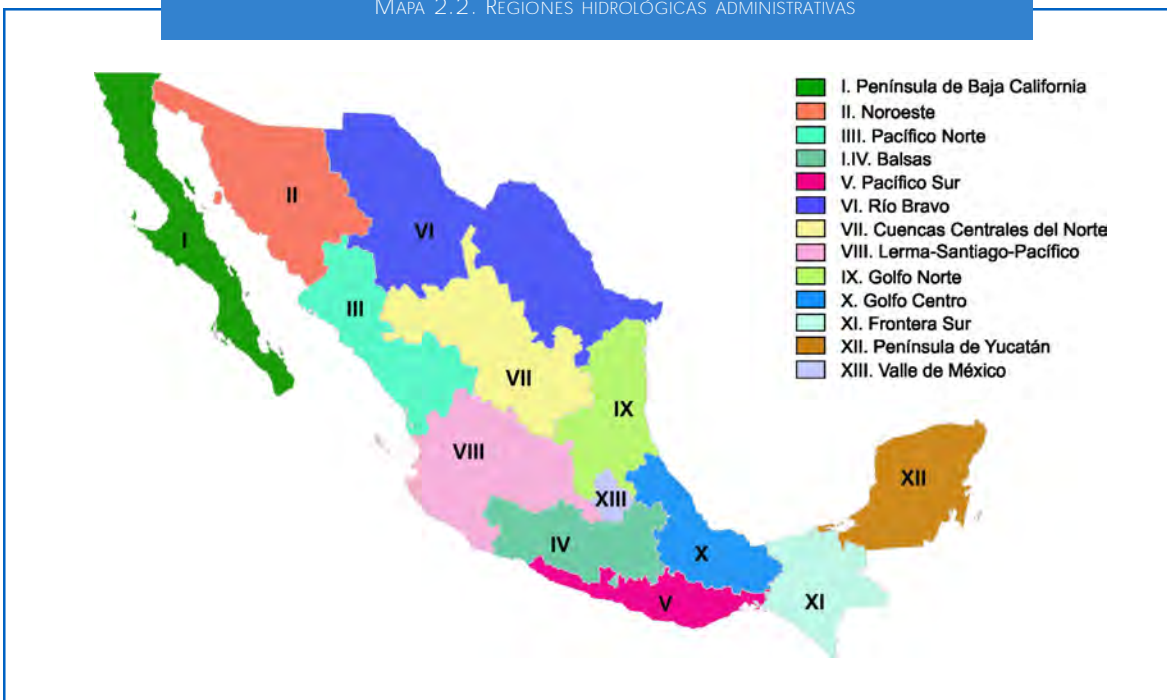 MAPA 2.2. REGIONES HIDROLÓGICAS ADMINISTRATIVAS
I. Península de Baja California
II. Noroeste
IIII. Pacífico Norte
I.IV. Balsas
V. Pacífico Sur
VI. Río Bravo
VII. Cuencas Centrales del Norte
VIII. Lerma-Santiago-Pacífico
IX. Golfo Norte
X. Golfo Centro
XI. Frontera Sur
XII. Península de Yucatán
XIII. Valle de México
I
II
III
VI
VII
VIII
IX
XIII
IV
V
X
XI
XII